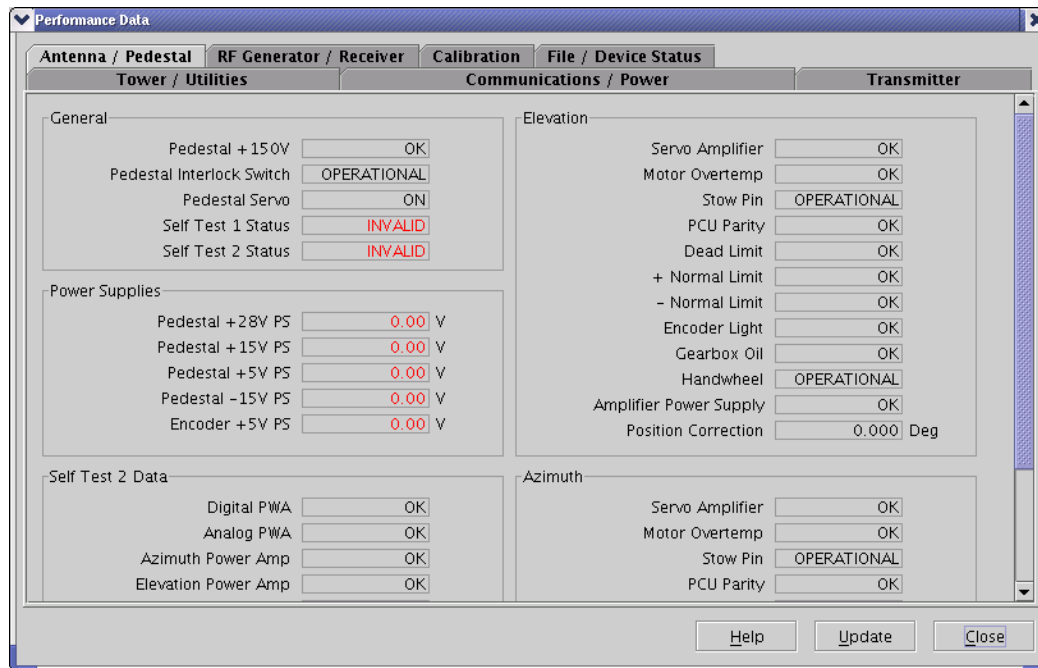 Performance Data
Antenna / Pedestal RF Generator / Receiver Calibration File / Device Status
Tower / Utilities Communications / Power Transmitter
General
Pedestal +150V OK
Pedestal Interlock Switch OPERATIONAL
Pedestal Servo ON
Self Test 1 Status INVALID
Self Test 2 Status INVALID
Power Supplies
Pedestal +28V PS 0.00 V
Pedestal +15V PS 0.00 V
Pedestal +5V PS 0.00 V
Pedestal -15V PS 0.00 V
Encoder +5V PS 0.00 V
Self Test 2 Data
Digital PWA OK
Analog PWA OK
Azimuth Power Amp OK
Elevation Power Amp OK
Elevation
Servo Amplifier OK
Motor Overtemp OK
Stow Pin OPERATIONAL
PCU Parity OK
Dead Limit OK
+ Normal Limit OK
- Normal Limit OK
Encoder Light OK
Gearbox Oil OK
Handwheel OPERATIONAL
Amplifier Power Supply OK
Position Correction 0.000 Deg
Azimuth
Servo Amplifier OK
Motor Overtemp OK
Stow Pin OPERATIONAL
PCU Parity OK
Help Update Close